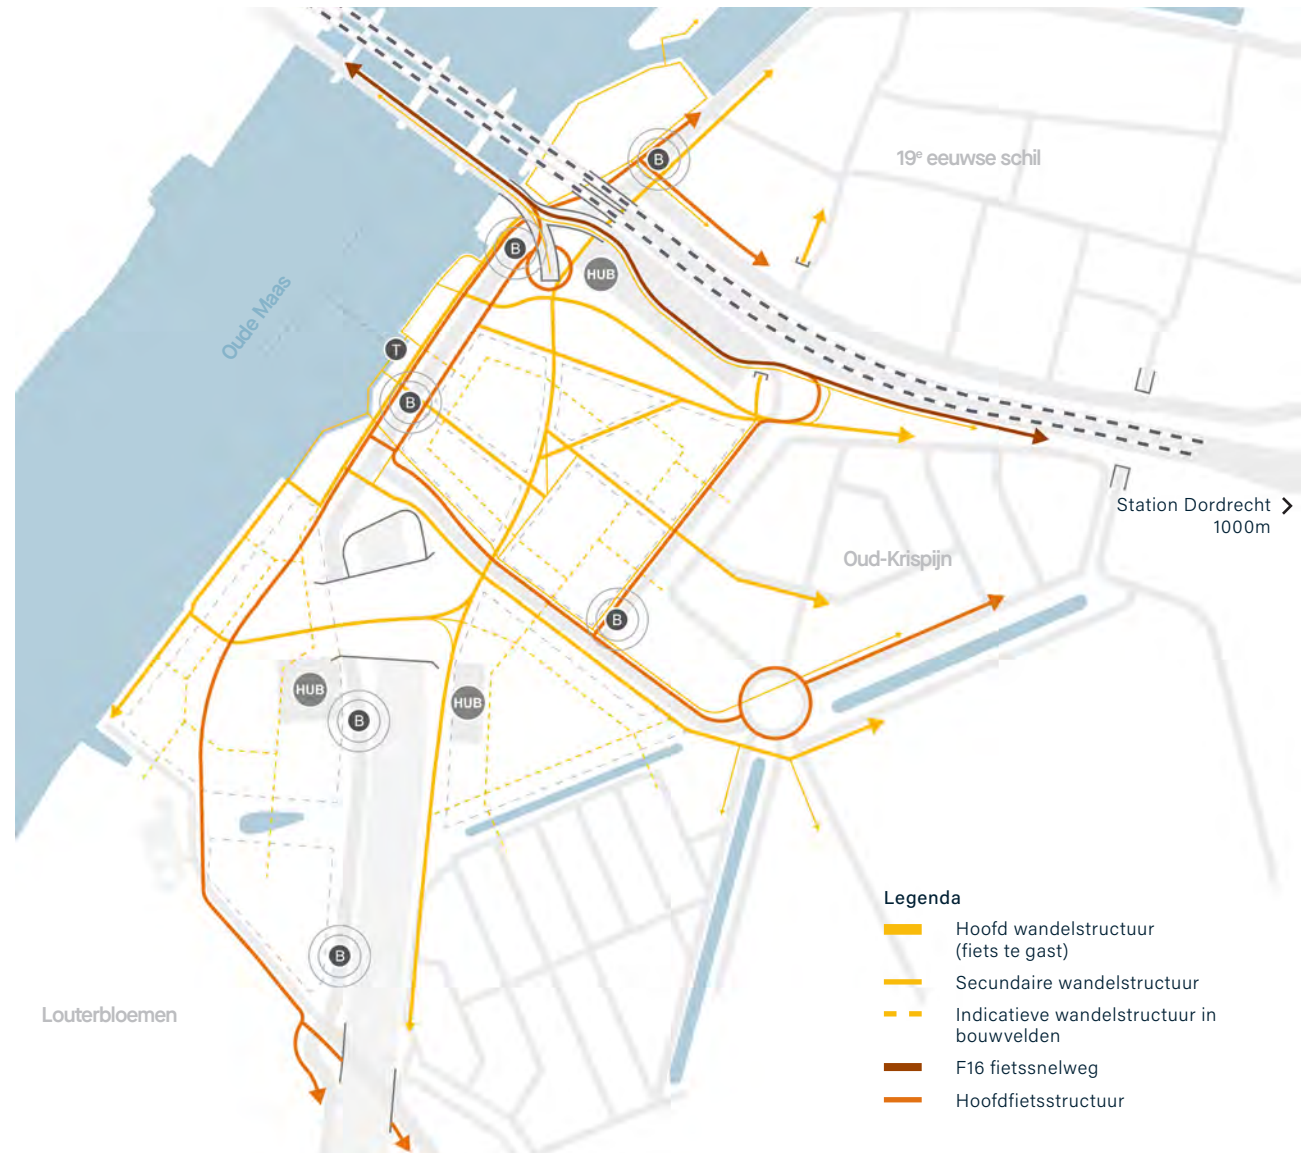 19e eeuwse schil
B
B
HUB
Oude Maas
T
B
Station Dordrecht
1000m
Oud-Krispijn
B
HUB
HUB
B
Legenda
Hoofd wandelstructuur
(fiets te gast)
B
Secundaire wandelstructuur
Louterbloemen
Indicatieve wandelstructuur in
bouwvelden
F16 fietssnelweg
Hoofdfietsstructuur